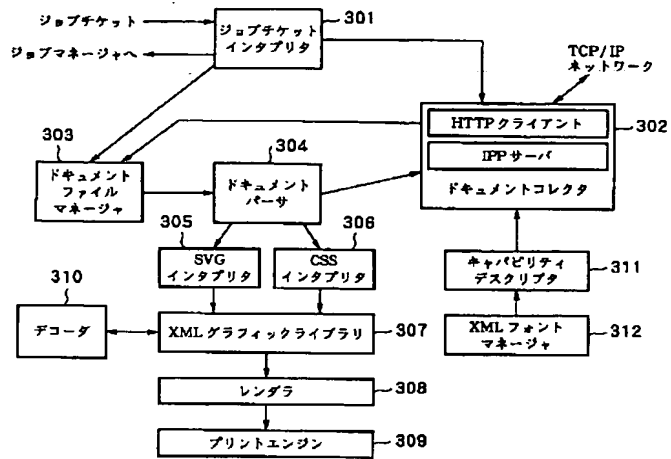 ジョブチケット
ジョブマネージャへ
ジョブチケット
インタプリタ
301
TCP/IP
ネットワーク
HTTPクライアント
IPPサーバ
ドキュメントコレクタ
302
303
ドキュメント
ファイル
マネージャ
304
ドキュメント
パーサ
305
SVG
インタプリタ
306
CSS
インタプリタ
キャパビリティ
デスクリプタ
311
310
デコーダ
XMLグラフィックライブラリ
307
XMLフォント
マネージャ
312
レンダラ
308
プリントエンジン
309